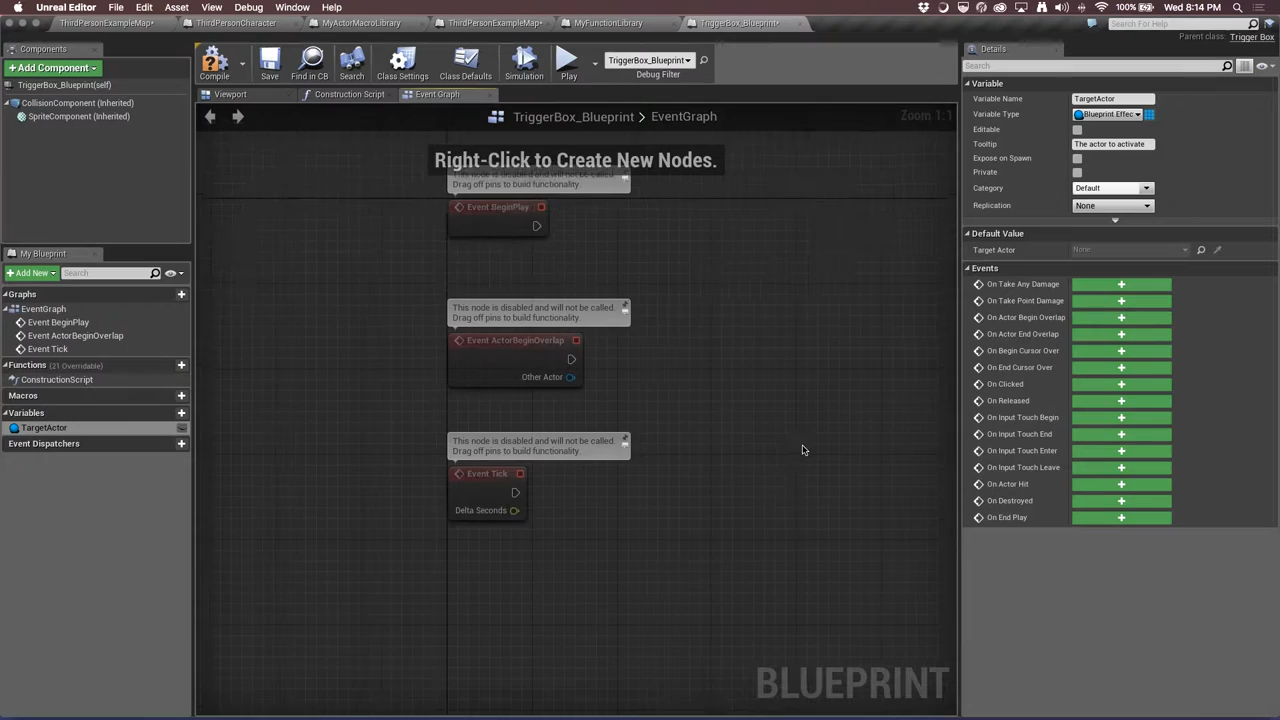 Unreal Editor File Edit Asset View Debug Window Help
100% Wed 8:14 PM
ThirdPersonExampleMap•
ThirdPersonCharacter
MyActorMacroLibrary
ThirdPersonExampleMap•
MyFunctionLibrary
TriggerBox_Blueprint•
Search For Help
Parent class: Trigger Box
Components
+Add Component
TriggerBox_Blueprint(self)
CollisionComponent (Inherited)
SpriteComponent (Inherited)
My Blueprint
+Add New
Search
Graphs
EventGraph
Event BeginPlay
Event ActorBeginOverlap
Event Tick
Functions (21 Overridable)
ConstructionScript
Macros
Variables
TargetActor
Event Dispatchers
Compile
Save
Find in CB
Search
Class Settings
Class Defaults
Simulation
Play
TriggerBox_Blueprint
Debug Filter
Viewport
Construction Script
Event Graph
TriggerBox_Blueprint > EventGraph
Zoom 1:1
Right-Click to Create New Nodes.
This node is disabled and will not be called.
Drag off pins to build functionality.
Event BeginPlay
This node is disabled and will not be called.
Drag off pins to build functionality.
Event ActorBeginOverlap
Other Actor
This node is disabled and will not be called.
Drag off pins to build functionality.
Event Tick
Delta Seconds
BLUEPRINT
Details
Search
Variable
Variable Name TargetActor
Variable Type Blueprint.Effec
Editable
Tooltip The actor to activate
Expose on Spawn
Private
Category Default
Replication None
Default Value
Target Actor None
Events
On Take Any Damage
On Take Point Damage
On Actor Begin Overlap
On Actor End Overlap
On Begin Cursor Over
On End Cursor Over
On Clicked
On Released
On Input Touch Begin
On Input Touch End
On Input Touch Enter
On Input Touch Leave
On Actor Hit
On Destroyed
On End Play